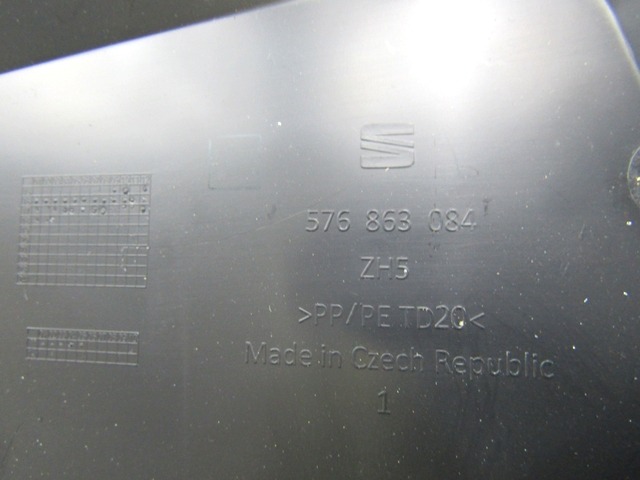 576 863 084
ZH5
>PP/PE TD20<
Made in Czech Republic
1